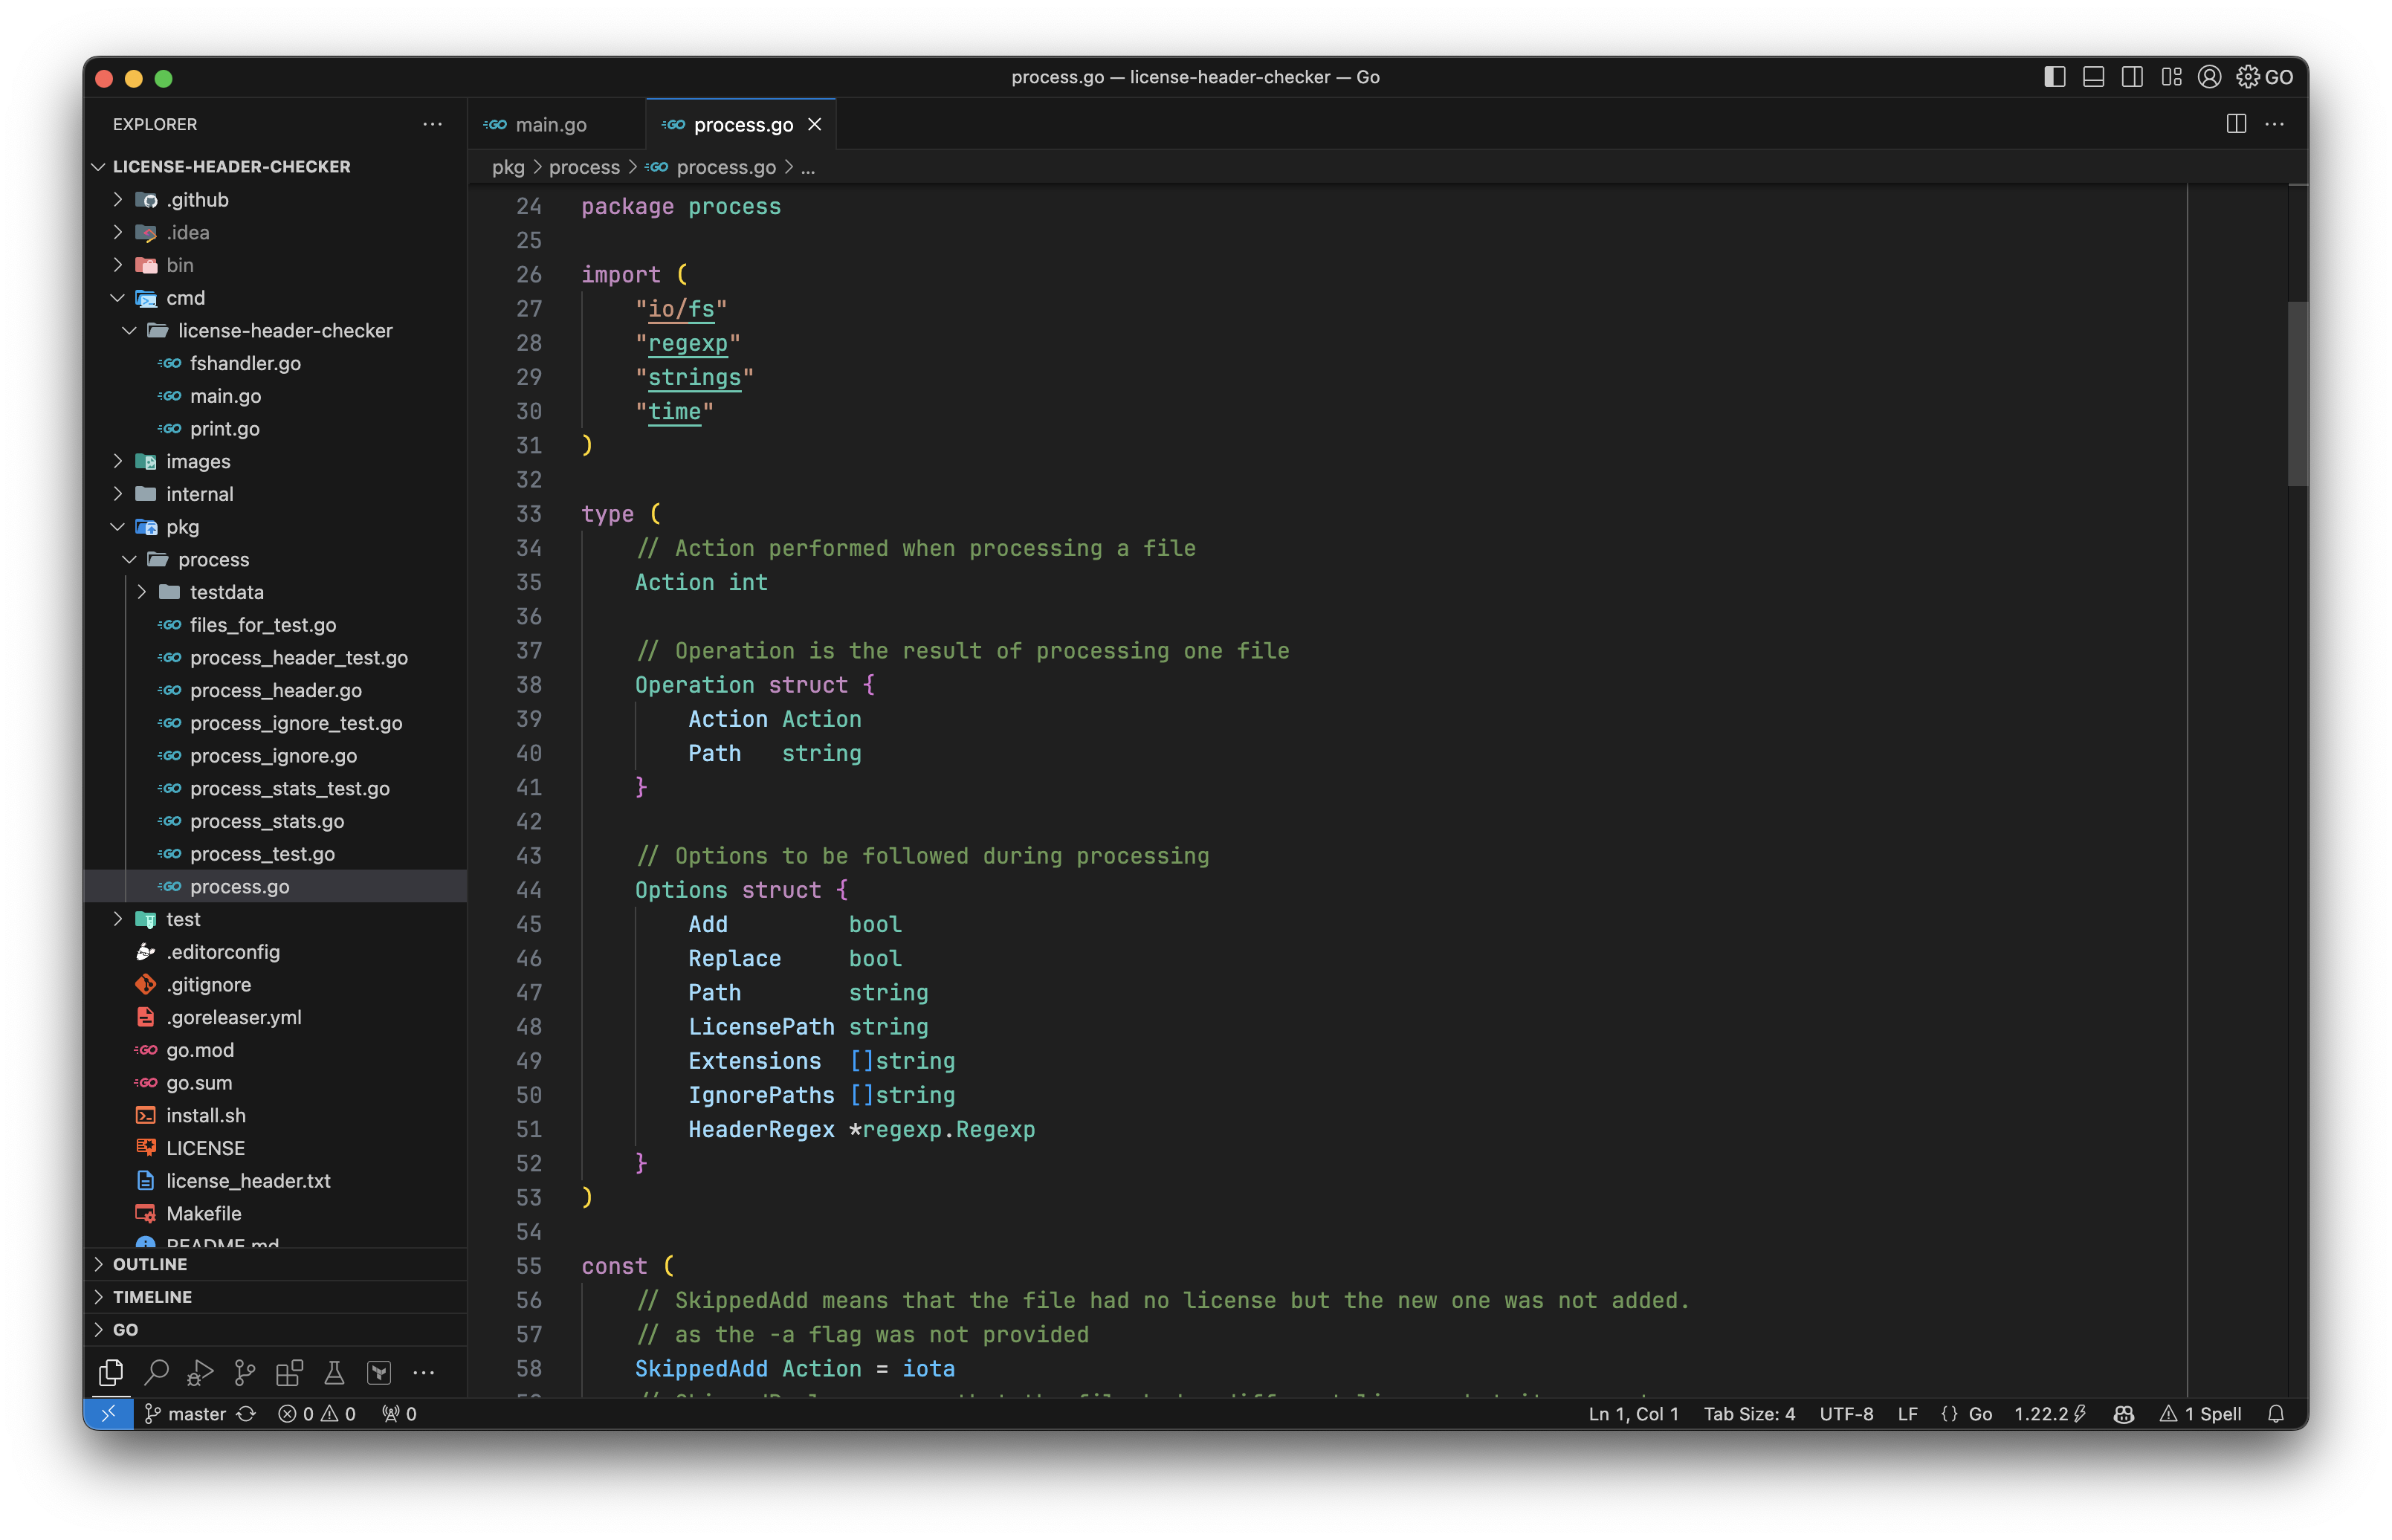 process.go — license-header-checker — Go
GO
EXPLORER
LICENSE-HEADER-CHECKER
.github
.idea
bin
cmd
license-header-checker
fshandler.go
main.go
print.go
images
internal
pkg
process
testdata
files_for_test.go
process_header_test.go
process_header.go
process_ignore_test.go
process_ignore.go
process_stats_test.go
process_stats.go
process_test.go
process.go
test
.editorconfig
.gitignore
.goreleaser.yml
go.mod
go.sum
install.sh
LICENSE
license_header.txt
Makefile
README.md
OUTLINE
TIMELINE
GO
main.go
process.go
pkg > process > process.go > ...
24 package process
25
26 import (
27 "io/fs"
28 "regexp"
29 "strings"
30 "time"
31 )
32
33 type (
34 // Action performed when processing a file
35 Action int
36
37 // Operation is the result of processing one file
38 Operation struct {
39 Action Action
40 Path string
41 }
42
43 // Options to be followed during processing
44 Options struct {
45 Add bool
46 Replace bool
47 Path string
48 LicensePath string
49 Extensions []string
50 IgnorePaths []string
51 HeaderRegex *regexp.Regexp
52 }
53 )
54
55 const (
56 // SkippedAdd means that the file had no license but the new one was not added.
57 // as the -a flag was not provided
58 SkippedAdd Action = iota
master 0 0 0 Ln 1, Col 1 Tab Size: 4 UTF-8 LF {} Go 1.22.2 1 Spell